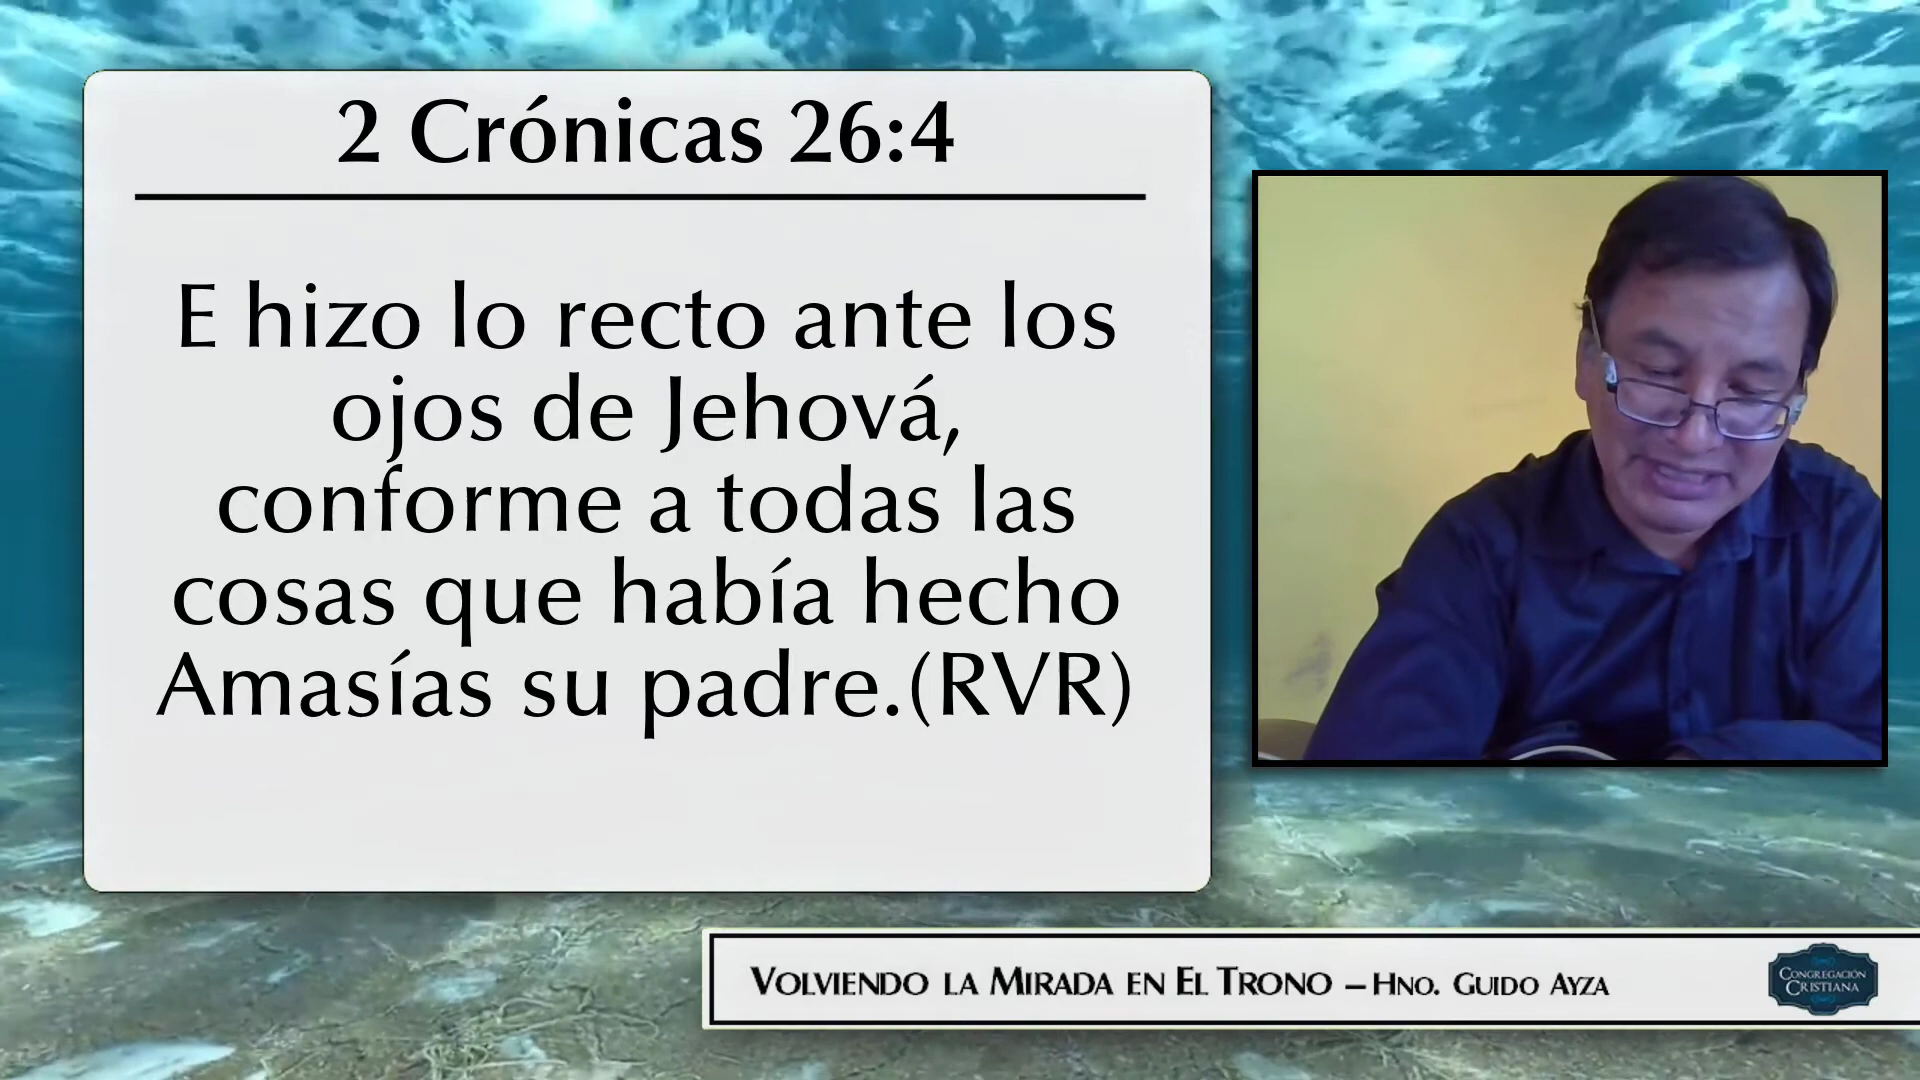 2 Crónicas 26:4
E hizo lo recto ante los
ojos de Jehová,
conforme a todas las
cosas que había hecho
Amasías su padre.(RVR)
Volviendo la Mirada en El Trono – Hno. Guido Ayza
Congregación
Cristiana